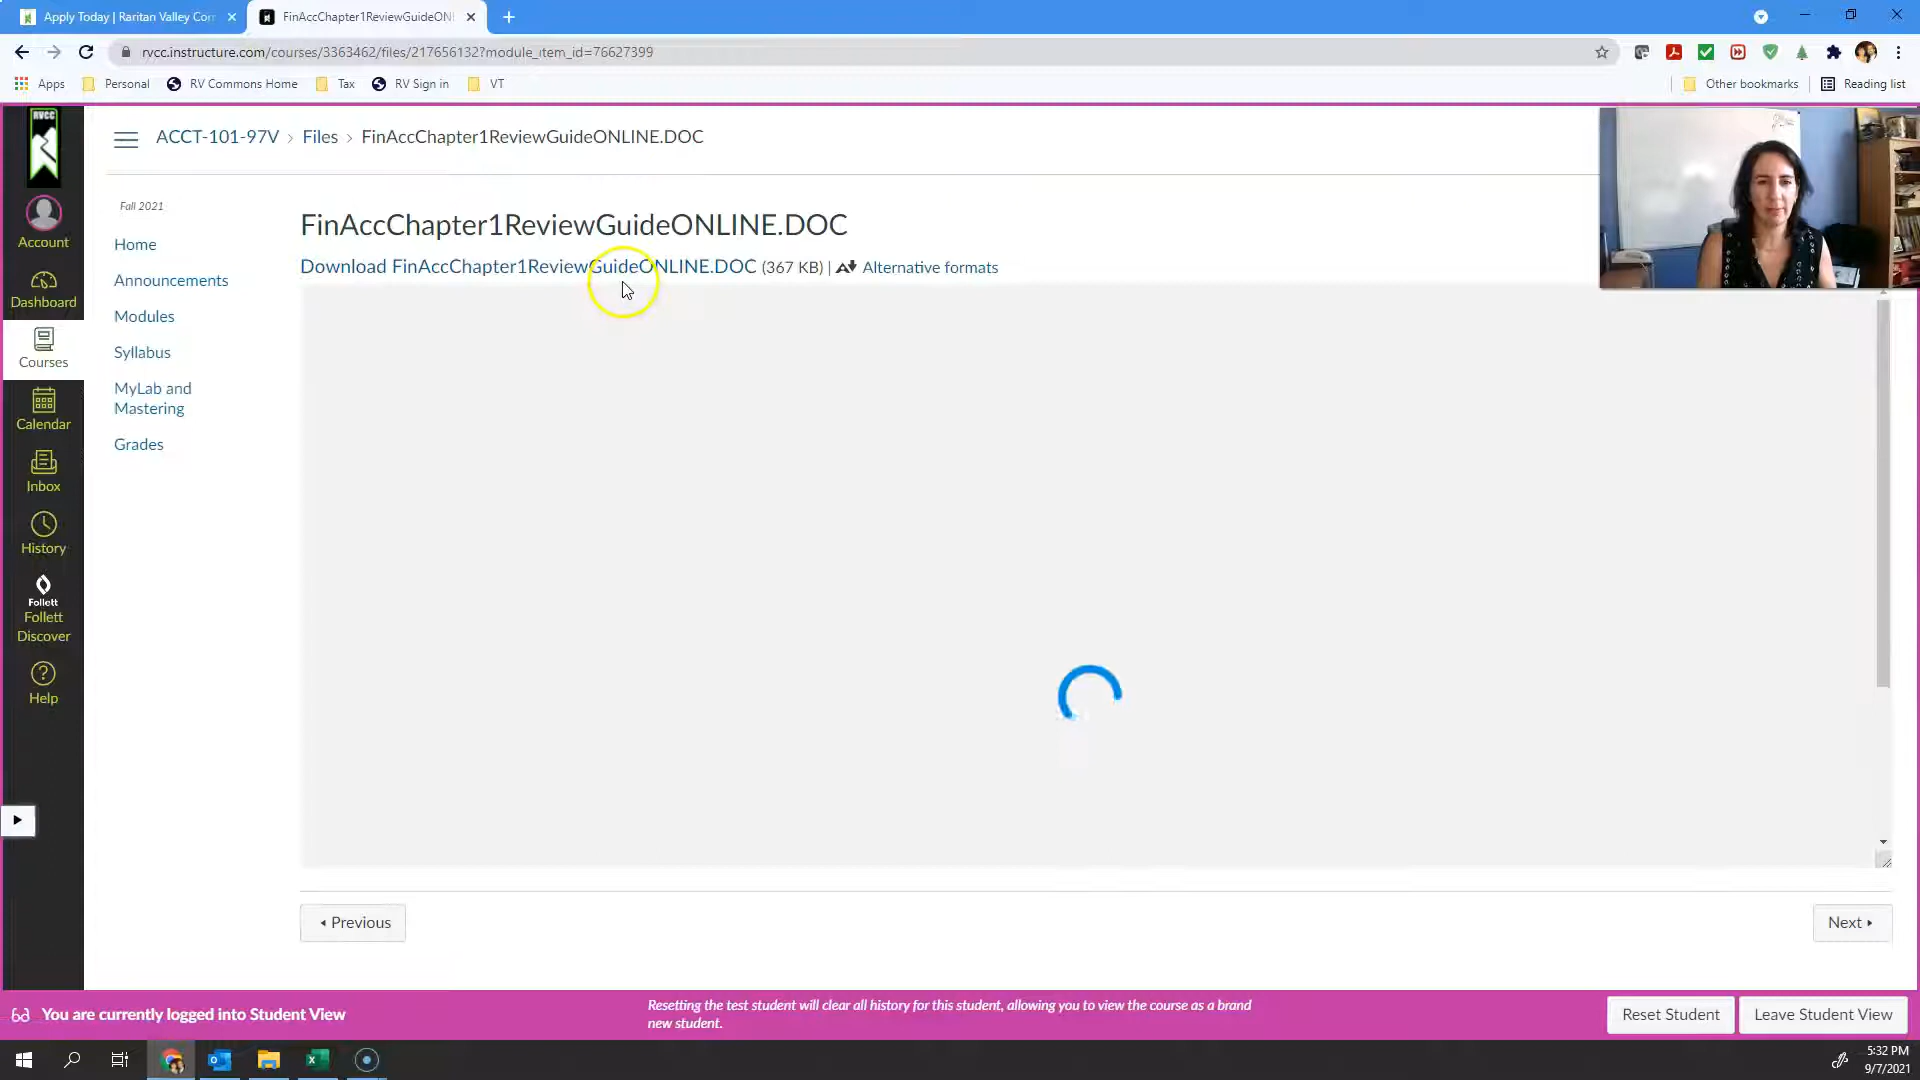 Apply Today | Raritan Valley Com
FinAccChapter1ReviewGuideONL
rvcc.instructure.com/courses/3363462/files/217656132?module_item_id=76627399
Apps
Personal
RV Commons Home
Tax
RV Sign in
VT
Other bookmarks
Reading list
RVCC
Account
Dashboard
Courses
Calendar
Inbox
History
Follett
Follett
Discover
Help
ACCT-101-97V › Files › FinAccChapter1ReviewGuideONLINE.DOC
Fall 2021
Home
Announcements
Modules
Syllabus
MyLab and
Mastering
Grades
FinAccChapter1ReviewGuideONLINE.DOC
Download FinAccChapter1ReviewGuideONLINE.DOC (367 KB) | Alternative formats
Previous
Next
You are currently logged into Student View
Resetting the test student will clear all history for this student, allowing you to view the course as a brand
new student.
Reset Student
Leave Student View
5:32 PM
9/7/2021